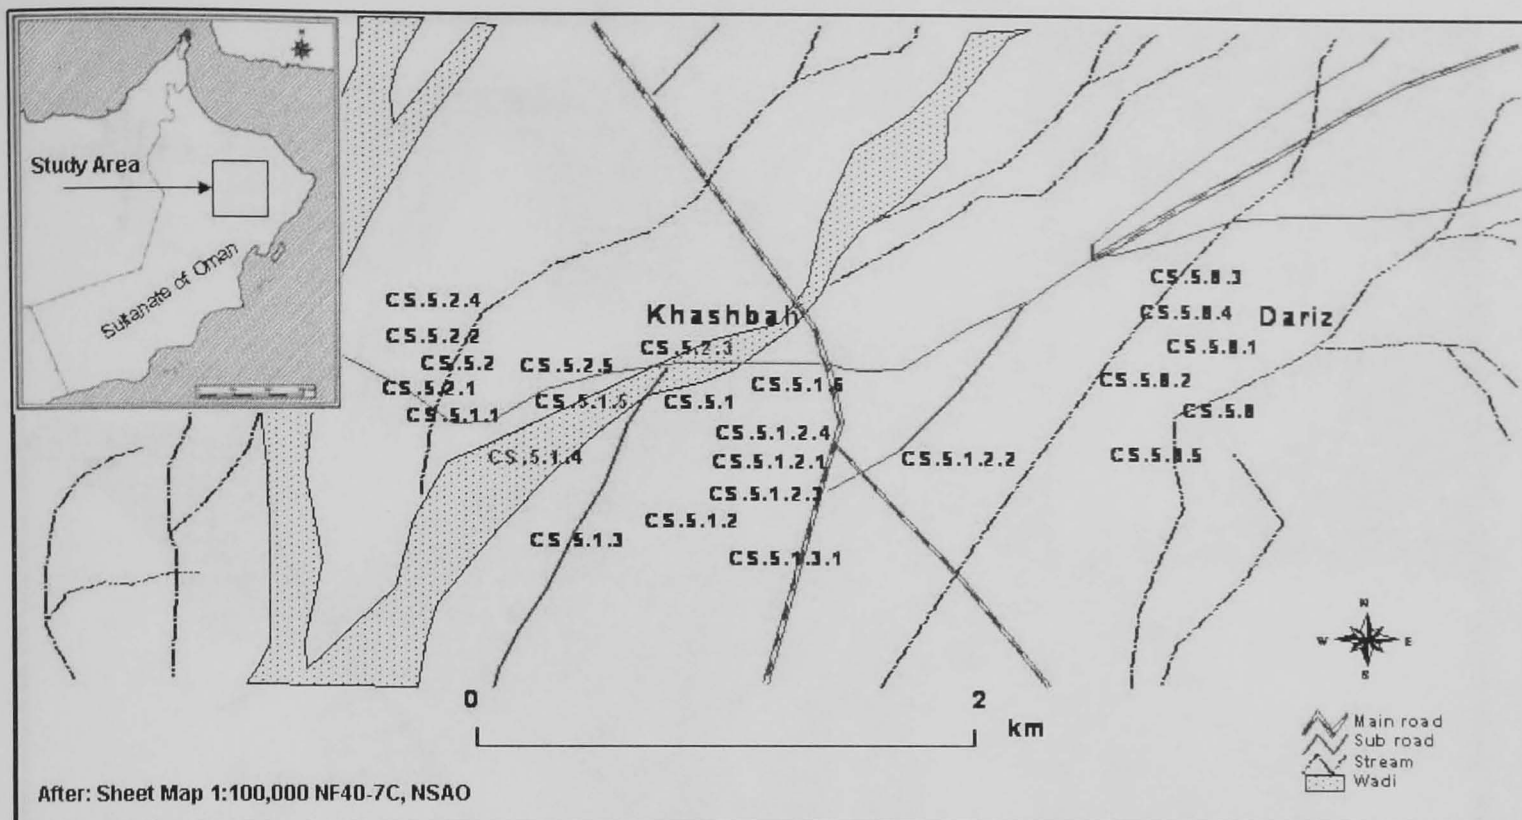 N
Study Area
Sultanate of Oman
CS.5.2.4
CS.5.2.2
CS.5.2
CS.5.2.1
CS.5.1.1
CS.5.2.5
Khashbah
CS.5.2.3
CS.5.1.6
CS.5.1.5
CS.5.1
CS.5.1.4
CS.5.1.2.4
CS.5.1.2.1
CS.5.1.2.3
CS.5.1.2.2
CS.5.1.2
CS.5.1.3
CS.5.1.3.1
CS.5.8.3
CS.5.8.4
Dariz
CS.5.8.1
CS.5.8.2
CS.5.8
CS.5.8.5
N
W E
S
0 2
km
Main road
Sub road
Stream
Wadi
After: Sheet Map 1:100,000 NF40-7C, NSAO